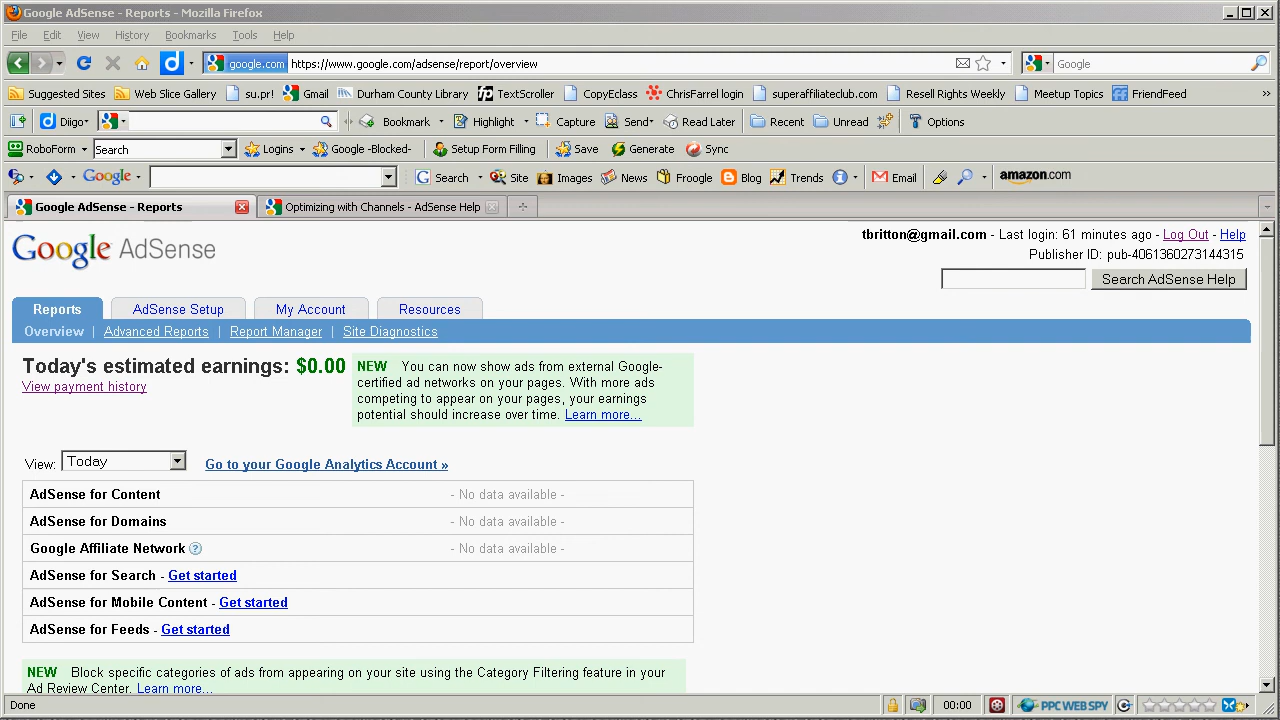 Google AdSense - Reports - Mozilla Firefox
File Edit View History Bookmarks Tools Help
google.com https://www.google.com/adsense/report/overview Google
Suggested Sites Web Slice Gallery su.pr! Gmail Durham County Library TextScroller CopyEclass ChrisFarrel login superaffiliateclub.com Resell Rights Weekly Meetup Topics FriendFeed »
Diigo Bookmark Highlight Capture Send Read Later Recent Unread Options
RoboForm Search Logins Google -Blocked- Setup Form Filling Save Generate Sync
Google Search Site Images News Froogle Blog Trends Email amazon.com
Google AdSense - Reports Optimizing with Channels - AdSense Help
Google AdSense
tbritton@gmail.com - Last login: 61 minutes ago - Log Out - Help
Publisher ID: pub-4061360273144315
Search AdSense Help
Reports AdSense Setup My Account Resources
Overview | Advanced Reports | Report Manager | Site Diagnostics
Today's estimated earnings: $0.00
View payment history
NEW You can now show ads from external Google-
certified ad networks on your pages. With more ads
competing to appear on your pages, your earnings
potential should increase over time. Learn more...
View: Today Go to your Google Analytics Account »
AdSense for Content - No data available -
AdSense for Domains - No data available -
Google Affiliate Network ? - No data available -
AdSense for Search - Get started
AdSense for Mobile Content - Get started
AdSense for Feeds - Get started
NEW Block specific categories of ads from appearing on your site using the Category Filtering feature in your
Ad Review Center. Learn more...
Done 00:00 PPC WEB SPY